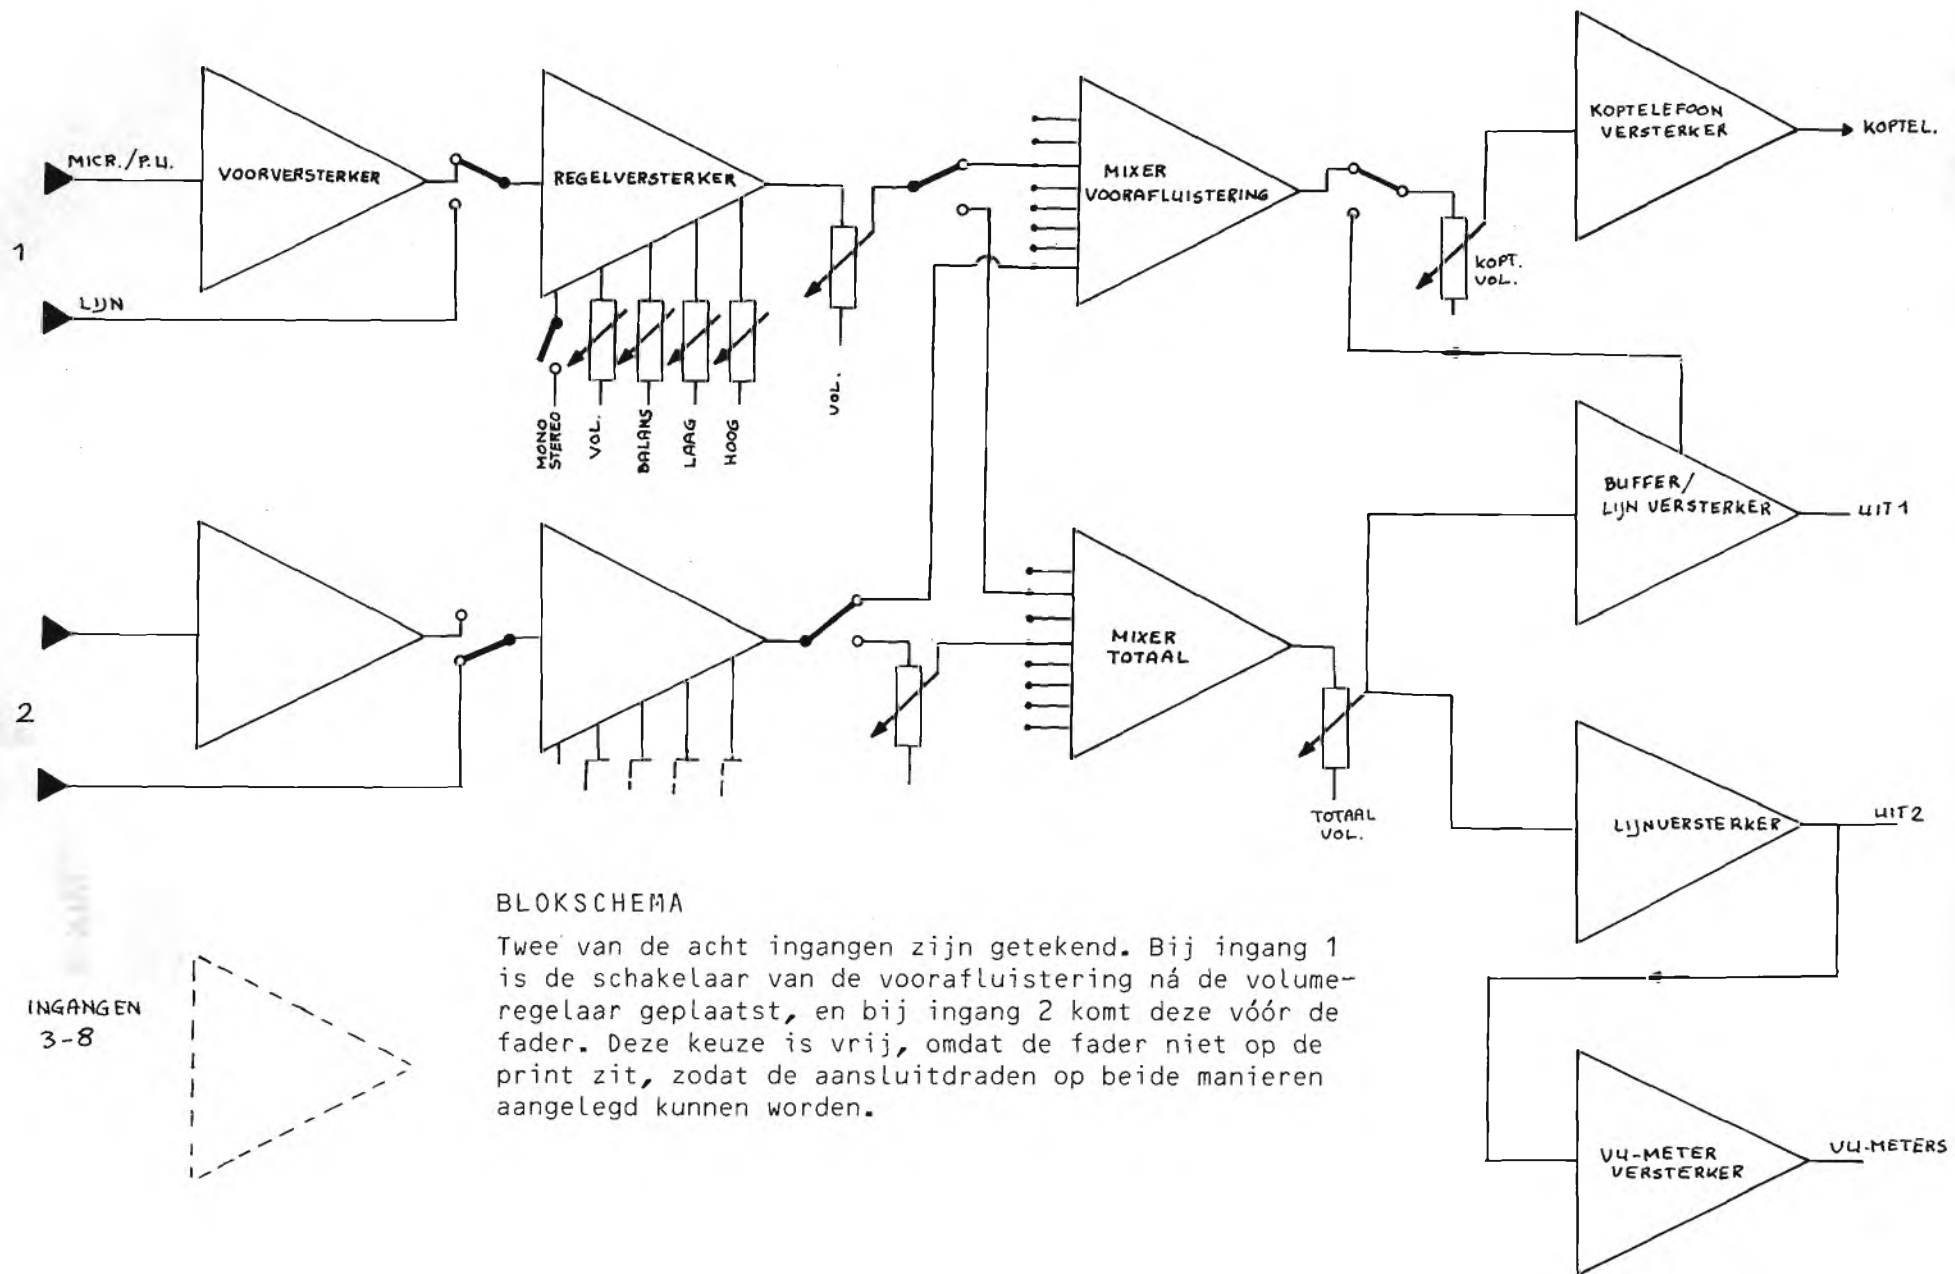 MICR./P.U.
VOORVERSTERKER
1
LIJN
REGELVERSTERKER
MONO
STEREO
VOL.
BALANS
LAAG
HOOG
VOL.
MIXER
VOORAFLUISTERING
KOPT.
VOL.
KOPTELEFOON
VERSTERKER
KOPTEL.
BUFFER/
LIJN VERSTERKER
UIT1
2
MIXER
TOTAAL
TOTAAL
VOL.
LIJNVERSTERKER
UIT2
VU-METER
VERSTERKER
VU-METERS
INGANGEN
3-8
BLOKSCHEMA
Twee van de acht ingangen zijn getekend. Bij ingang 1
is de schakelaar van de voorafluistering ná de volume-
regelaar geplaatst, en bij ingang 2 komt deze vóór de
fader. Deze keuze is vrij, omdat de fader niet op de
print zit, zodat de aansluitdraden op beide manieren
aangelegd kunnen worden.